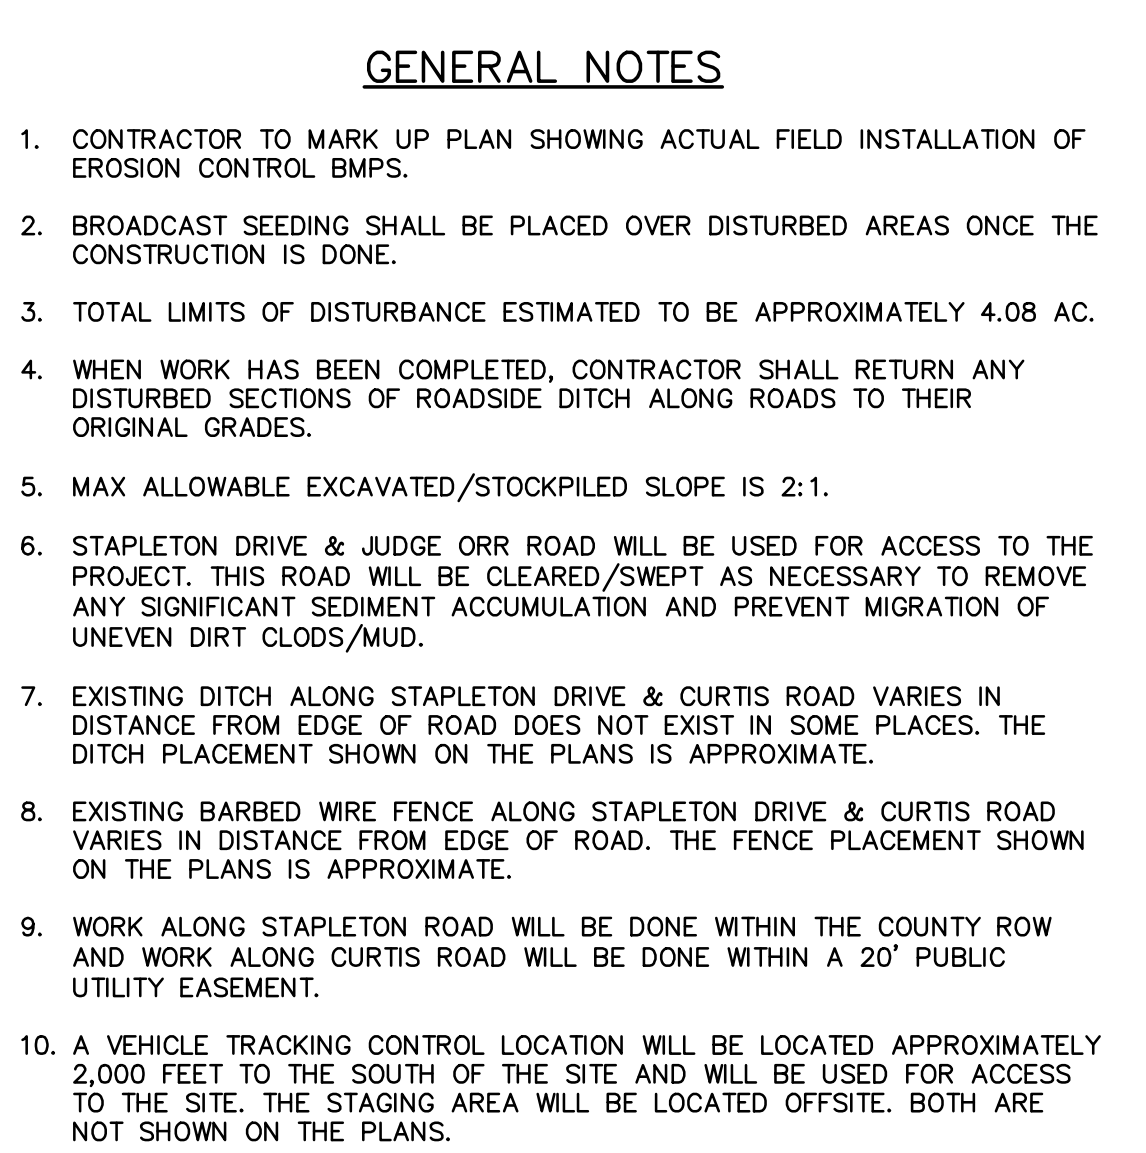 GENERAL NOTES
1. CONTRACTOR TO MARK UP PLAN SHOWING ACTUAL FIELD INSTALLATION OF
EROSION CONTROL BMPS.
2. BROADCAST SEEDING SHALL BE PLACED OVER DISTURBED AREAS ONCE THE
CONSTRUCTION IS DONE.
3. TOTAL LIMITS OF DISTURBANCE ESTIMATED TO BE APPROXIMATELY 4.08 AC.
4. WHEN WORK HAS BEEN COMPLETED, CONTRACTOR SHALL RETURN ANY
DISTURBED SECTIONS OF ROADSIDE DITCH ALONG ROADS TO THEIR
ORIGINAL GRADES.
5. MAX ALLOWABLE EXCAVATED/STOCKPILED SLOPE IS 2:1.
6. STAPLETON DRIVE & JUDGE ORR ROAD WILL BE USED FOR ACCESS TO THE
PROJECT. THIS ROAD WILL BE CLEARED/SWEPT AS NECESSARY TO REMOVE
ANY SIGNIFICANT SEDIMENT ACCUMULATION AND PREVENT MIGRATION OF
UNEVEN DIRT CLODS/MUD.
7. EXISTING DITCH ALONG STAPLETON DRIVE & CURTIS ROAD VARIES IN
DISTANCE FROM EDGE OF ROAD DOES NOT EXIST IN SOME PLACES. THE
DITCH PLACEMENT SHOWN ON THE PLANS IS APPROXIMATE.
8. EXISTING BARBED WIRE FENCE ALONG STAPLETON DRIVE & CURTIS ROAD
VARIES IN DISTANCE FROM EDGE OF ROAD. THE FENCE PLACEMENT SHOWN
ON THE PLANS IS APPROXIMATE.
9. WORK ALONG STAPLETON ROAD WILL BE DONE WITHIN THE COUNTY ROW
AND WORK ALONG CURTIS ROAD WILL BE DONE WITHIN A 20' PUBLIC
UTILITY EASEMENT.
10. A VEHICLE TRACKING CONTROL LOCATION WILL BE LOCATED APPROXIMATELY
2,000 FEET TO THE SOUTH OF THE SITE AND WILL BE USED FOR ACCESS
TO THE SITE. THE STAGING AREA WILL BE LOCATED OFFSITE. BOTH ARE
NOT SHOWN ON THE PLANS.